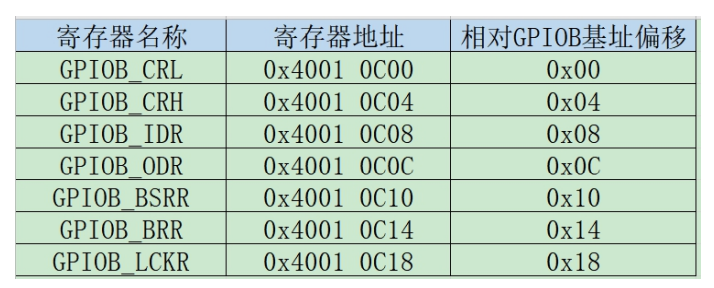 寄存器名称 寄存器地址 相对GPIOB基址偏移
GPIOB_CRL 0x4001 0C00 0x00
GPIOB_CRH 0x4001 0C04 0x04
GPIOB_IDR 0x4001 0C08 0x08
GPIOB_ODR 0x4001 0C0C 0x0C
GPIOB_BSRR 0x4001 0C10 0x10
GPIOB_BRR 0x4001 0C14 0x14
GPIOB_LCKR 0x4001 0C18 0x18